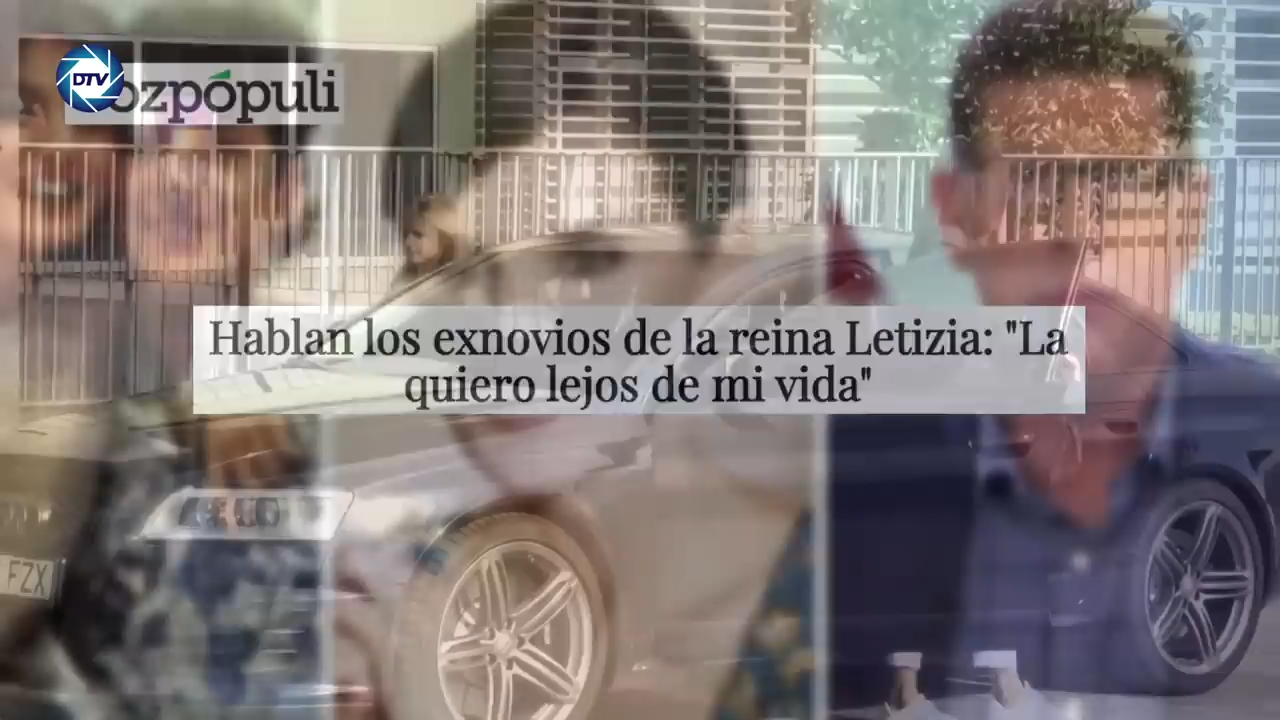 DTV
ozpópuli
Hablan los exnovios de la reina Letizia: "La
quiero lejos de mi vida"
FZX